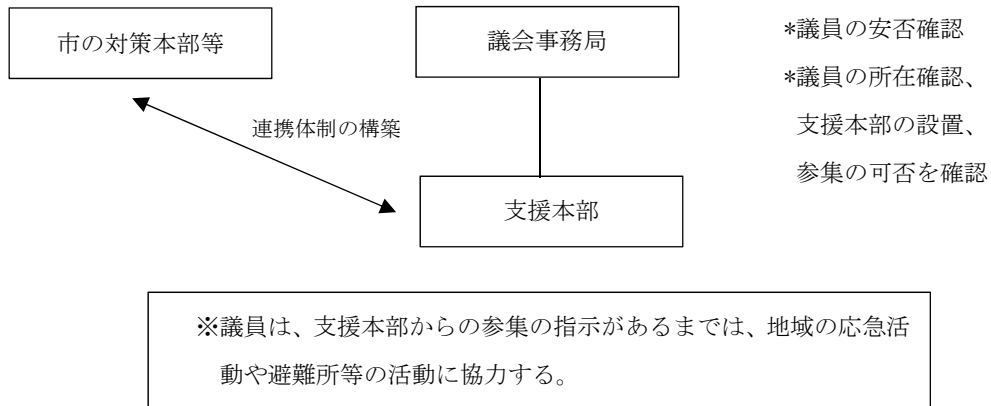 市の対策本部等
議会事務局
*議員の安否確認
*議員の所在確認、
支援本部の設置、
参集の可否を確認
連携体制の構築
支援本部
※議員は、支援本部からの参集の指示があるまでは、地域の応急活
動や避難所等の活動に協力する。